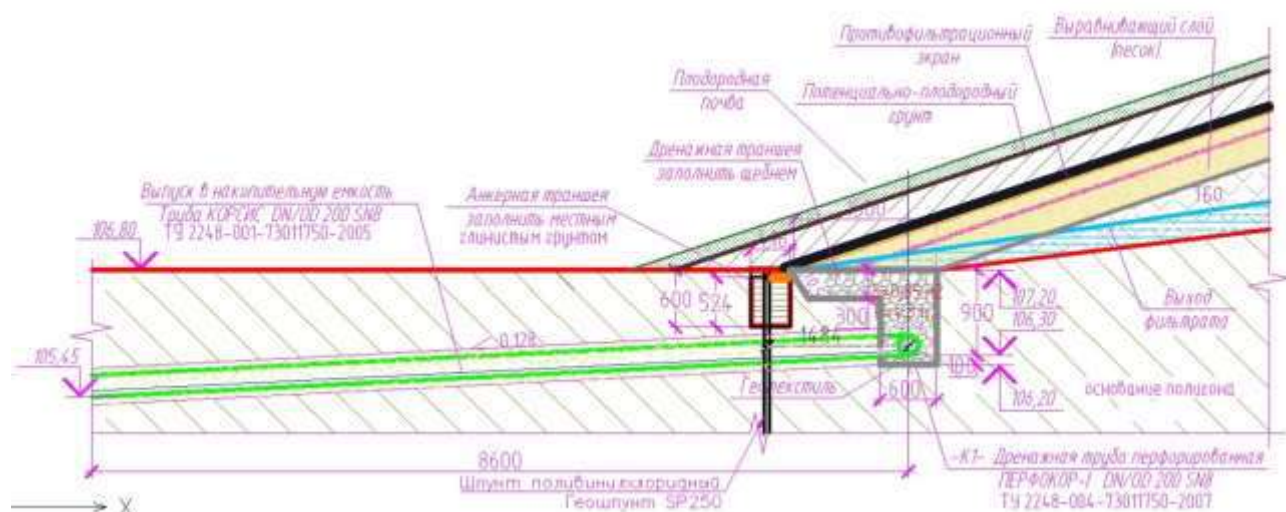 Противофильтрационный
экран
Выравнивающий слой
(песок)
Плодородная
почва
Потенциально-плодородный
грунт
Дренажная траншея
заполнить щебнем
Выпуск в накопительную емкость
Труба КОРСИС DN/OD 200 SN8
ТУ 2248-001-73011750-2005
Анкерная траншея
заполнить местным
глинистым грунтом
106,80
160
600
524
300
900
107,20
106,30
Выход
фильтрата
0,128
1484
105,45
Геотекстиль
100
600
106,20
основание полигона
8600
Шпунт поливинилхлоридный
Геошпунт SP250
-К1- Дренажная труба перфорированная
ПЕРФОКОР-I DN/OD 200 SN8
ТУ 2248-004-73011750-2007
X